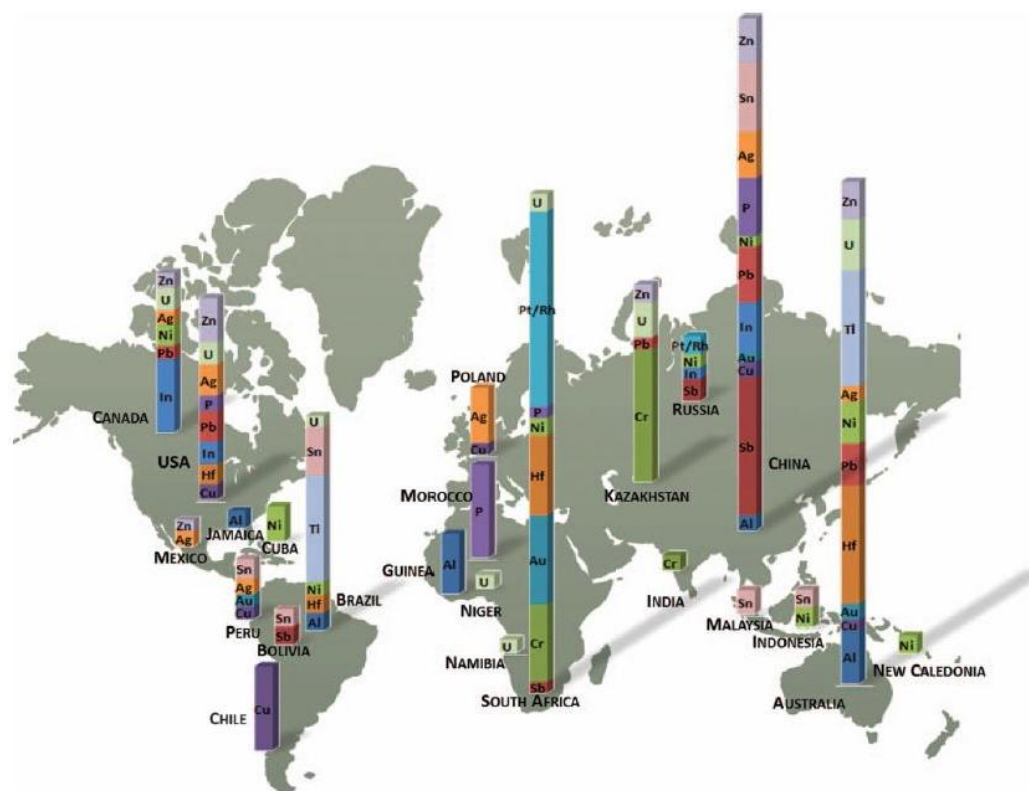 Zn
U
Ag
Ni
Pb
In
CANADA
Zn
U
Ag
P
Pb
In
Hf
Cu
USA
Zn
Ag
MEXICO
Al
JAMAICA
Ni
CUBA
Sn
Ag
Au
Cu
PERU
Sn
Sb
BOLIVIA
U
Sn
Tl
Ni
Hf
Al
BRAZIL
Cu
CHILE
POLAND
Ag
Cu
MOROCCO
P
GUINEA
Al
U
NIGER
U
NAMIBIA
U
Pt/Rh
P
Ni
Hf
Au
Cr
Sb
SOUTH AFRICA
Zn
U
Pb
Cr
KAZAKHSTAN
Pt/Rh
Ni
In
Sb
RUSSIA
Zn
Sn
Ag
P
Ni
Pb
In
Au
Cu
Sb
Al
CHINA
Cr
INDIA
Sn
MALAYSIA
Sn
Ni
INDONESIA
Zn
U
Tl
Ag
Ni
Pb
Hf
Au
Cu
Al
AUSTRALIA
Ni
NEW CALEDONIA